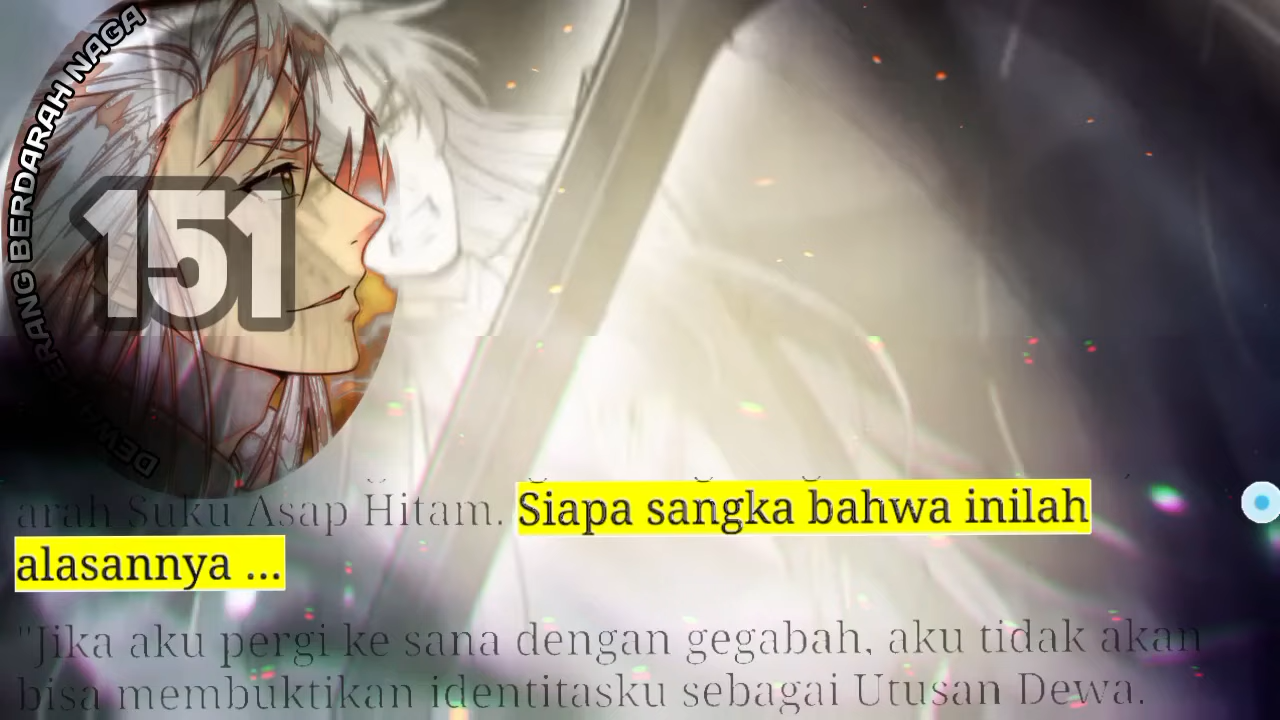 DEWA PERANG BERDARAH NAGA
151
arah Suku Asap Hitam. Siapa sangka bahwa inilah
alasannya ...
"Jika aku pergi ke sana dengan gegabah, aku tidak akan
bisa membuktikan identitasku sebagai Utusan Dewa.